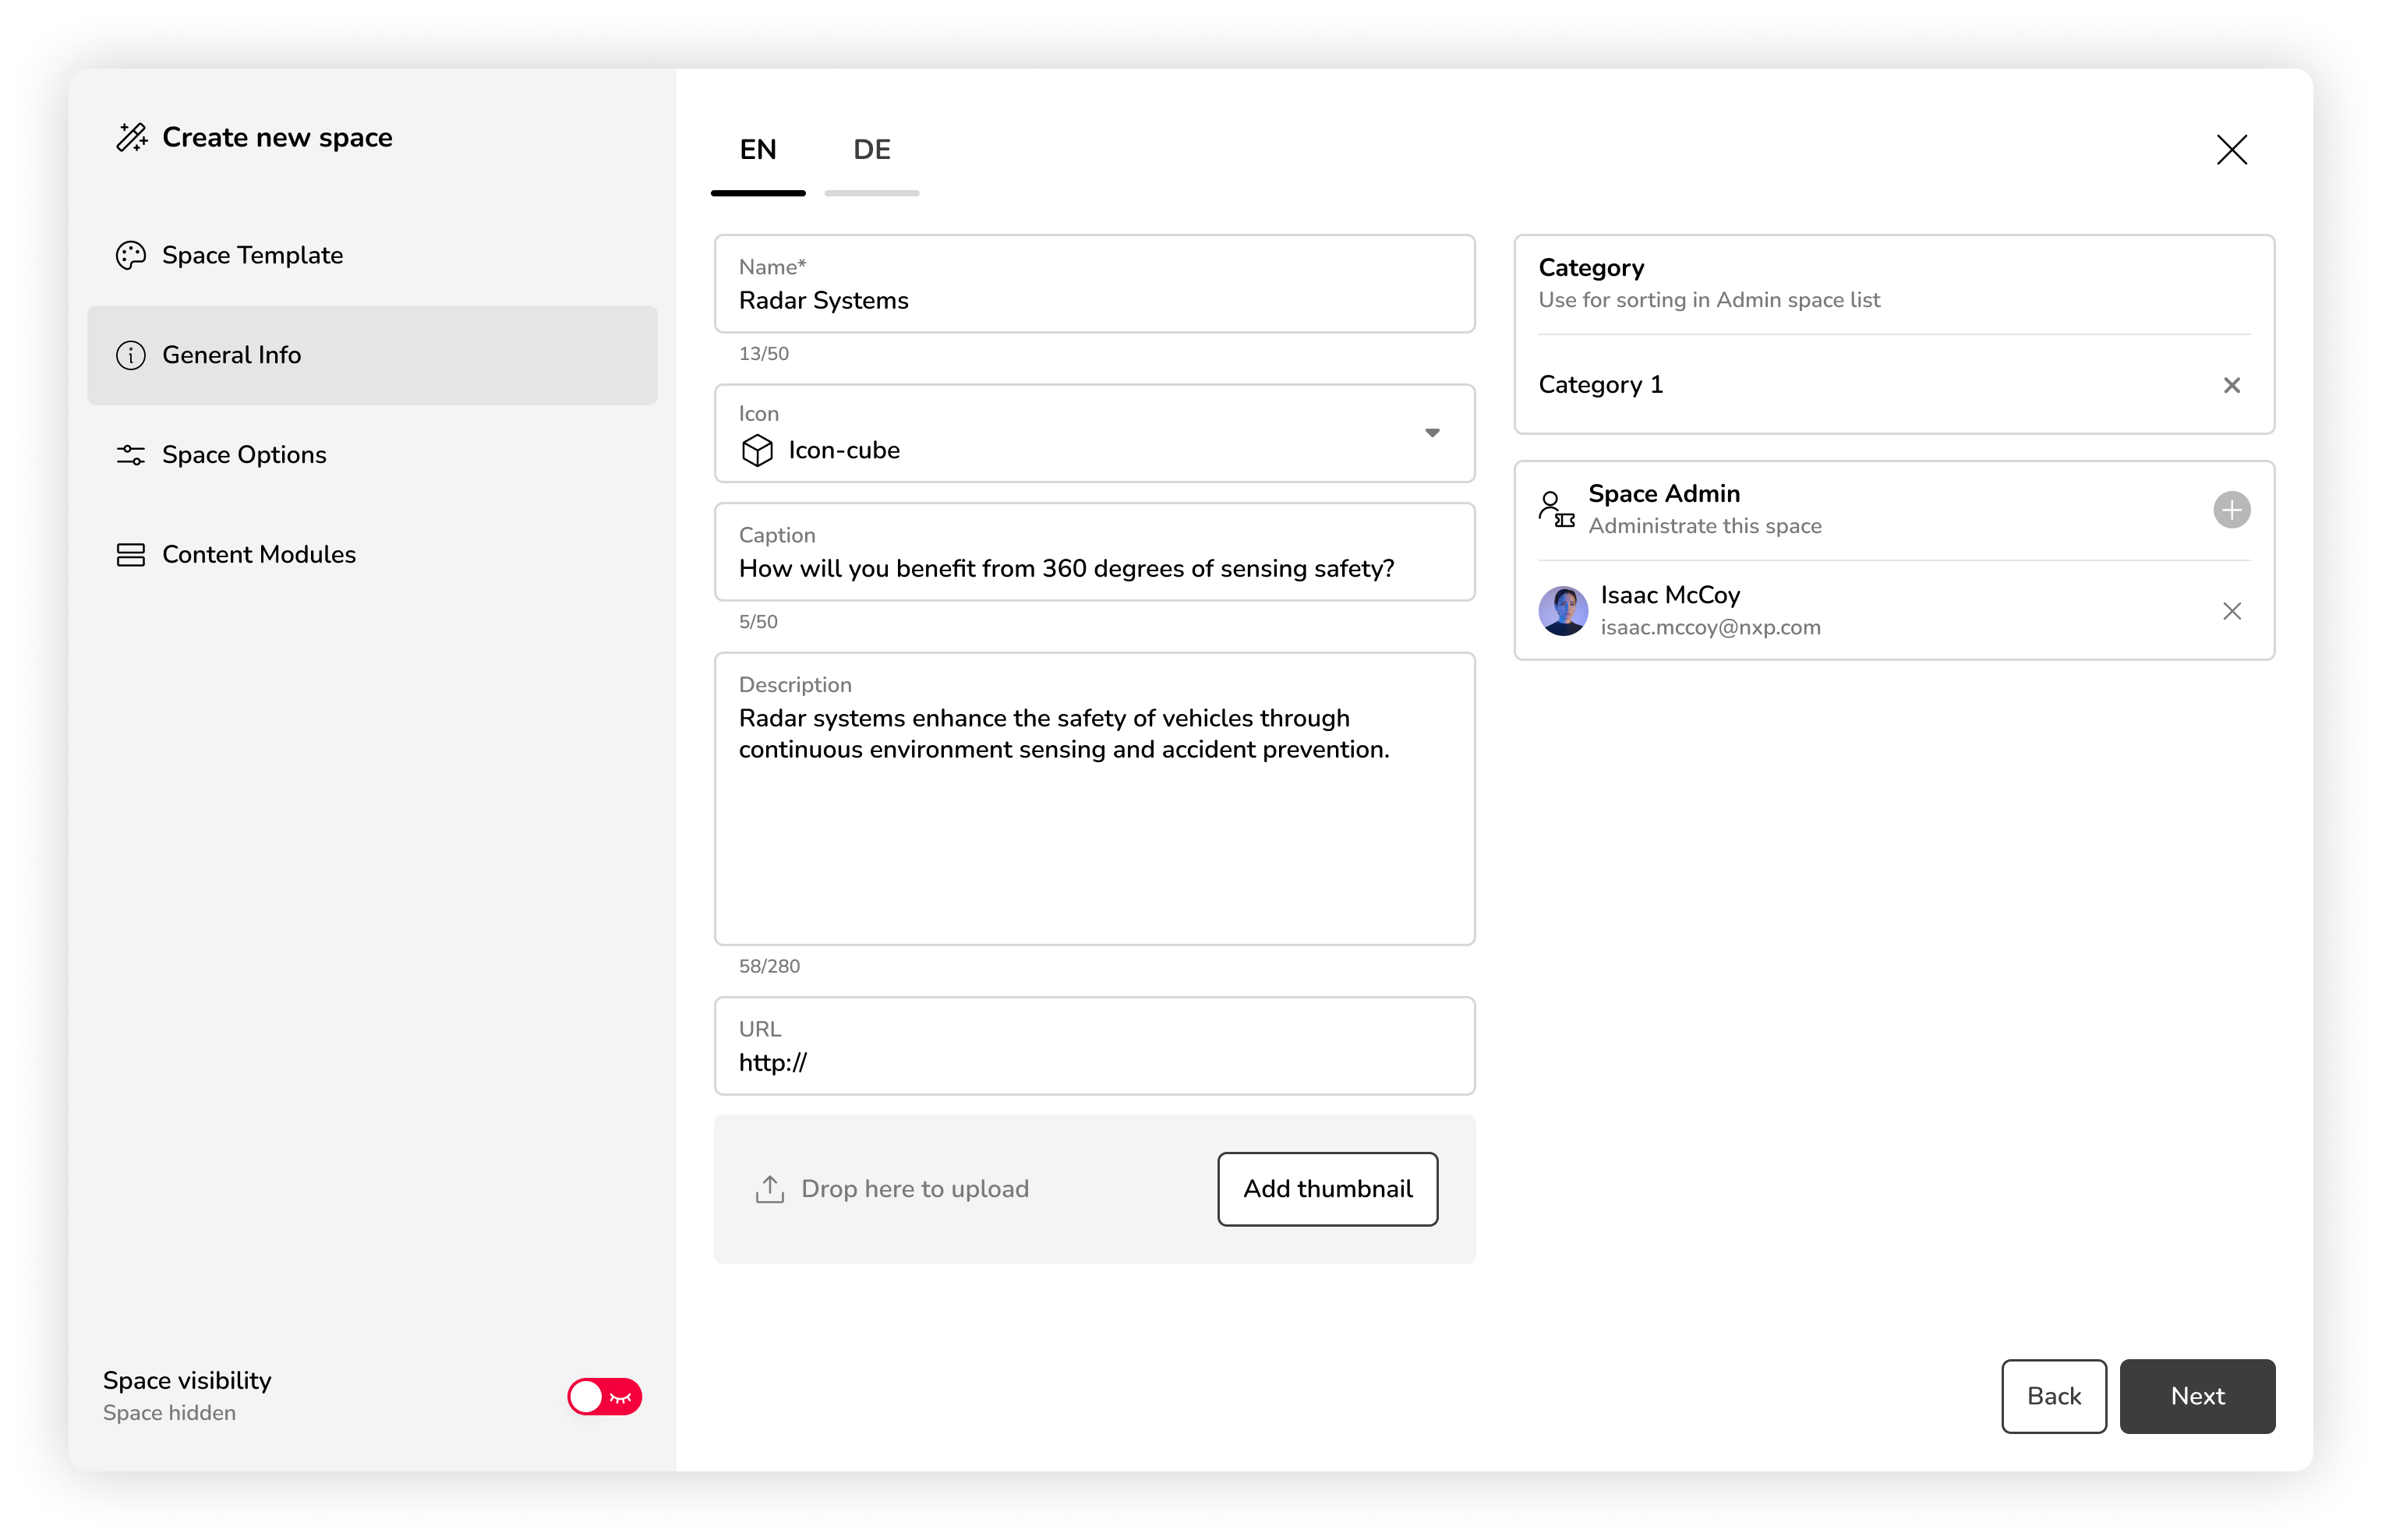 Create new space
Space Template
General Info
Space Options
Content Modules
Space visibility
Space hidden
EN
DE
Name*
Radar Systems
13/50
Icon
Icon-cube
Caption
How will you benefit from 360 degrees of sensing safety?
5/50
Description
Radar systems enhance the safety of vehicles through
continuous environment sensing and accident prevention.
58/280
URL
http://
Drop here to upload
Add thumbnail
Category
Use for sorting in Admin space list
Category 1
Space Admin
Administrate this space
Isaac McCoy
isaac.mccoy@nxp.com
Back
Next